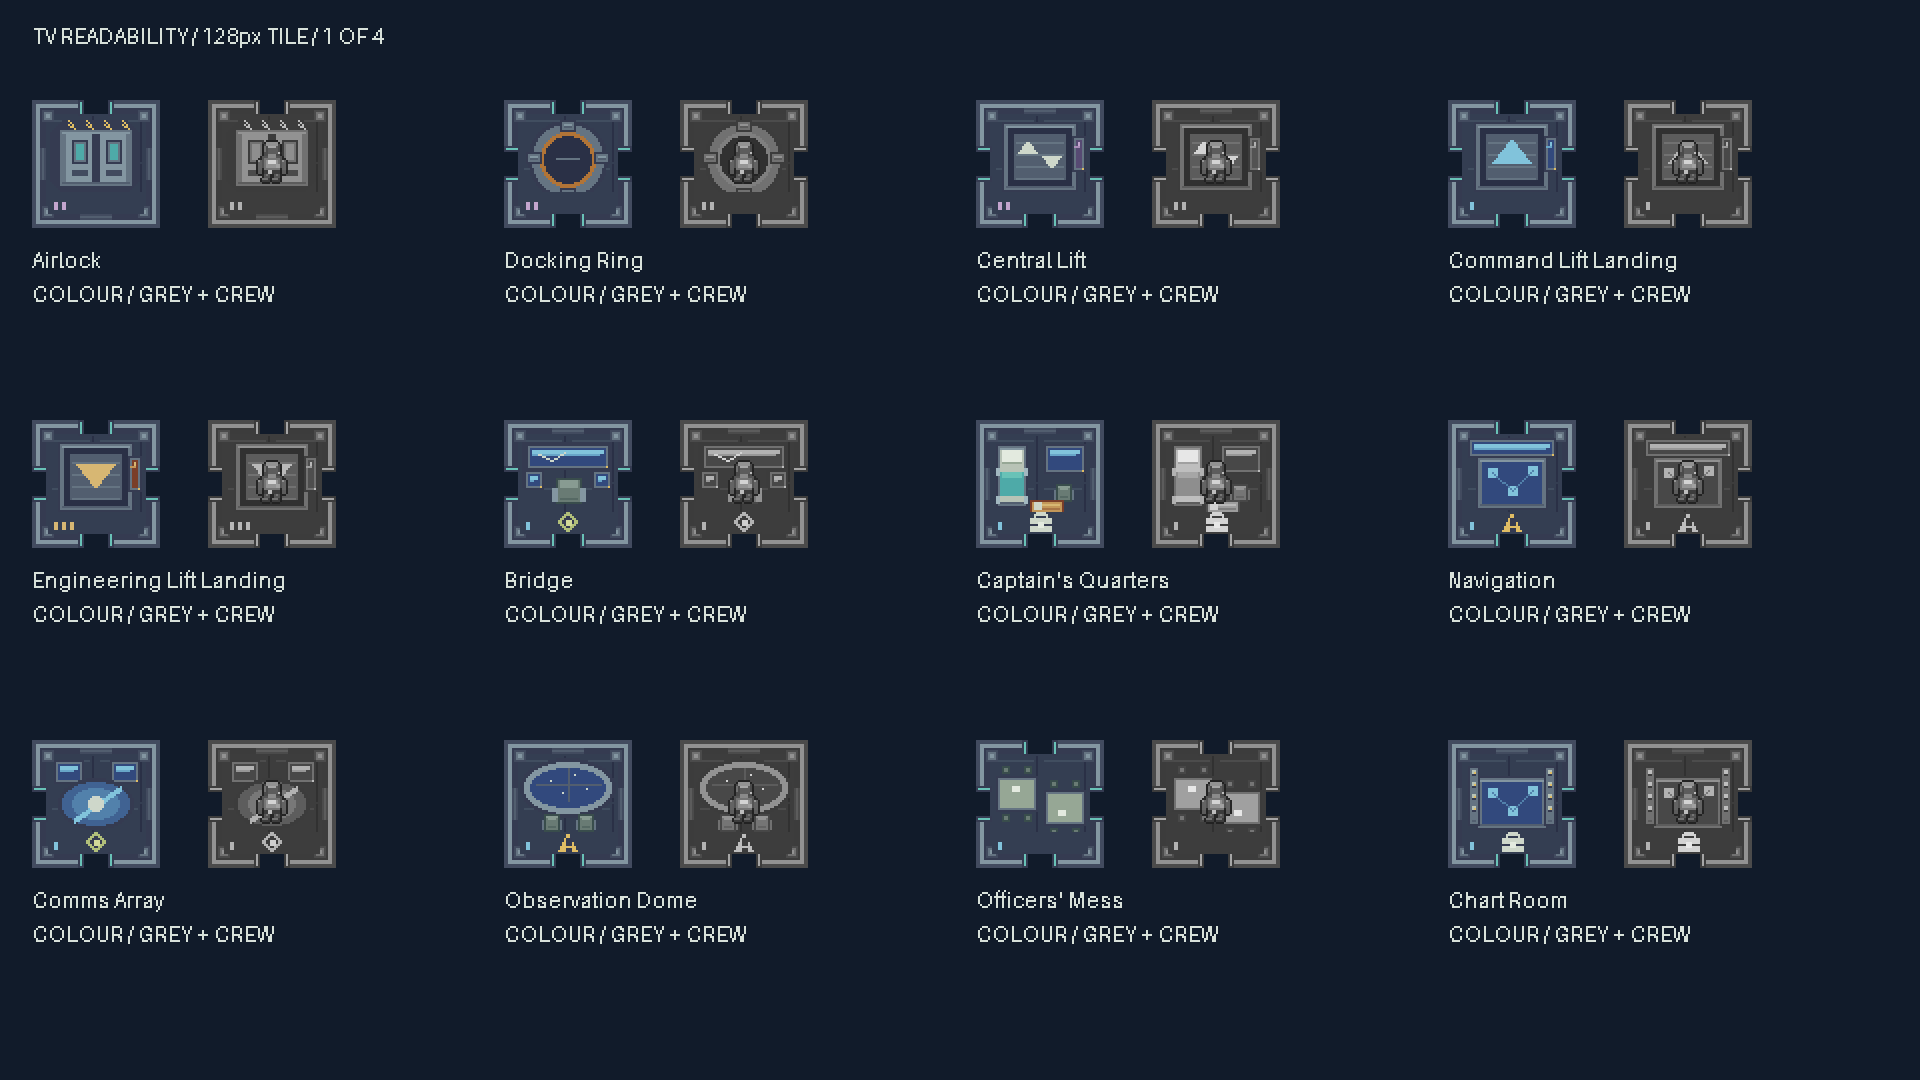 TV READABILITY / 128px TILE / 1 OF 4
Airlock
COLOUR / GREY + CREW
Docking Ring
COLOUR / GREY + CREW
Central Lift
COLOUR / GREY + CREW
Command Lift Landing
COLOUR / GREY + CREW
Engineering Lift Landing
COLOUR / GREY + CREW
Bridge
COLOUR / GREY + CREW
Captain's Quarters
COLOUR / GREY + CREW
Navigation
COLOUR / GREY + CREW
Comms Array
COLOUR / GREY + CREW
Observation Dome
COLOUR / GREY + CREW
Officers' Mess
COLOUR / GREY + CREW
Chart Room
COLOUR / GREY + CREW